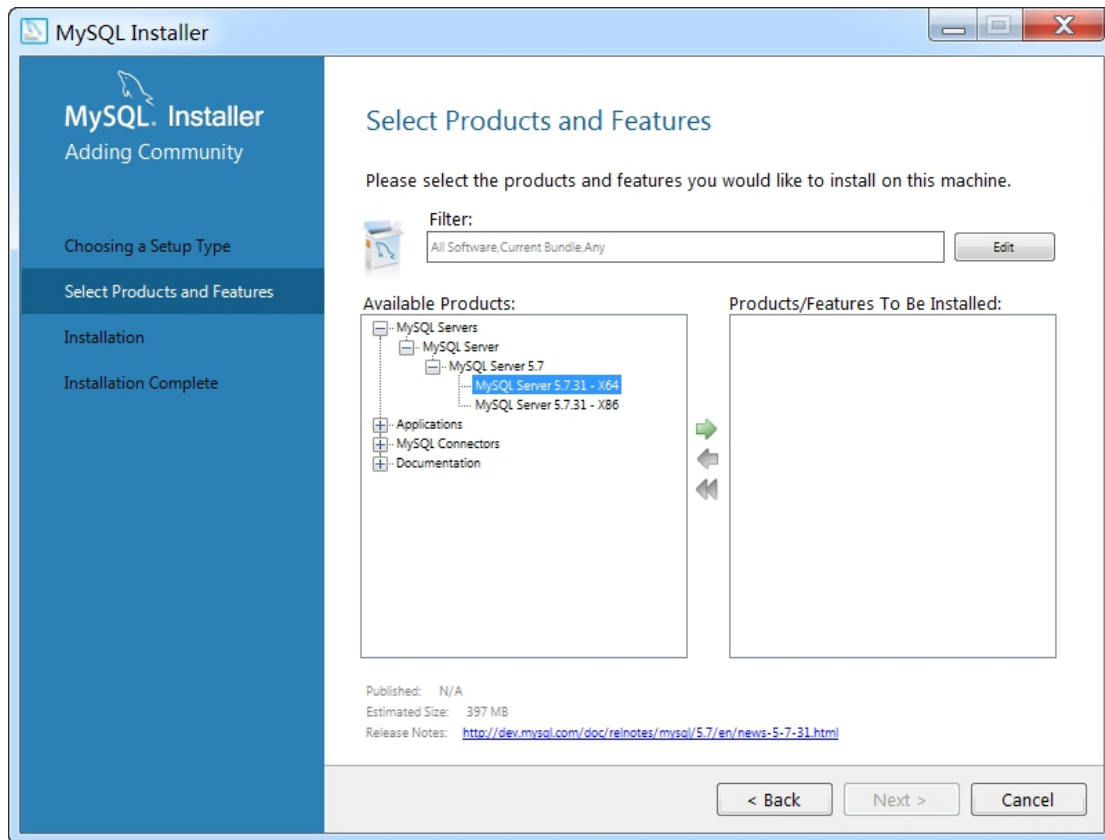 MySQL Installer
MySQL. Installer
Adding Community
Choosing a Setup Type
Select Products and Features
Installation
Installation Complete
Select Products and Features
Please select the products and features you would like to install on this machine.
Filter:
All Software,Current Bundle,Any
Edit
Available Products:
MySQL Servers
MySQL Server
MySQL Server 5.7
MySQL Server 5.7.31 - X64
MySQL Server 5.7.31 - X86
Applications
MySQL Connectors
Documentation
Products/Features To Be Installed:
Published: N/A
Estimated Size: 397 MB
Release Notes: http://dev.mysql.com/doc/relnotes/mysql/5.7/en/news-5-7-31.html
< Back
Next >
Cancel